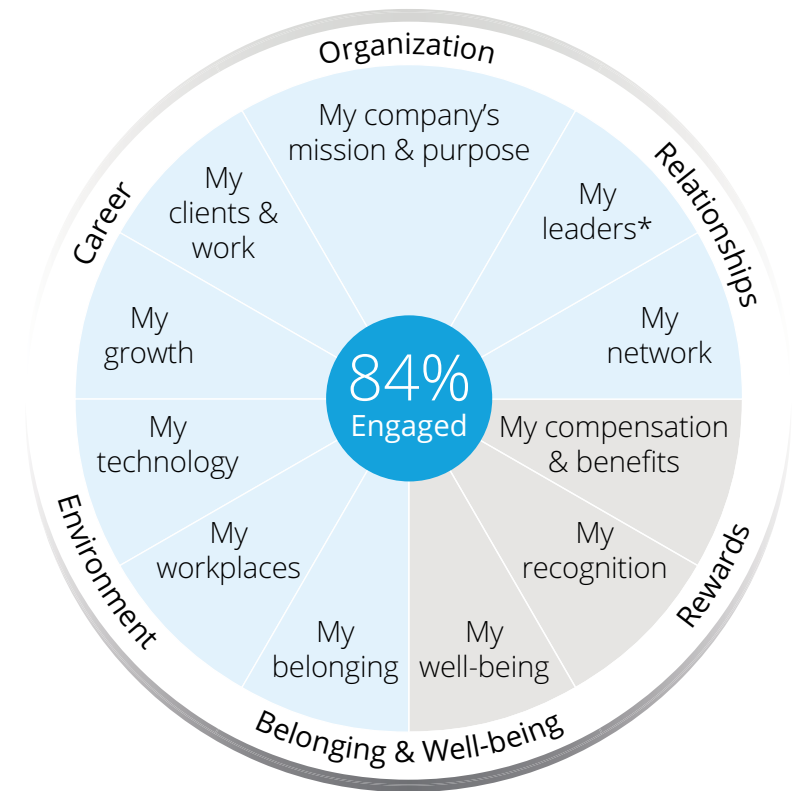 Organization
My company’s
mission & purpose
Relationships
My
leaders*
My
network
Career
My
clients &
work
My
growth
84%
Engaged
My compensation
& benefits
My
recognition
Rewards
My
technology
My
workplaces
Environment
My
belonging
My
well-being
Belonging & Well-being